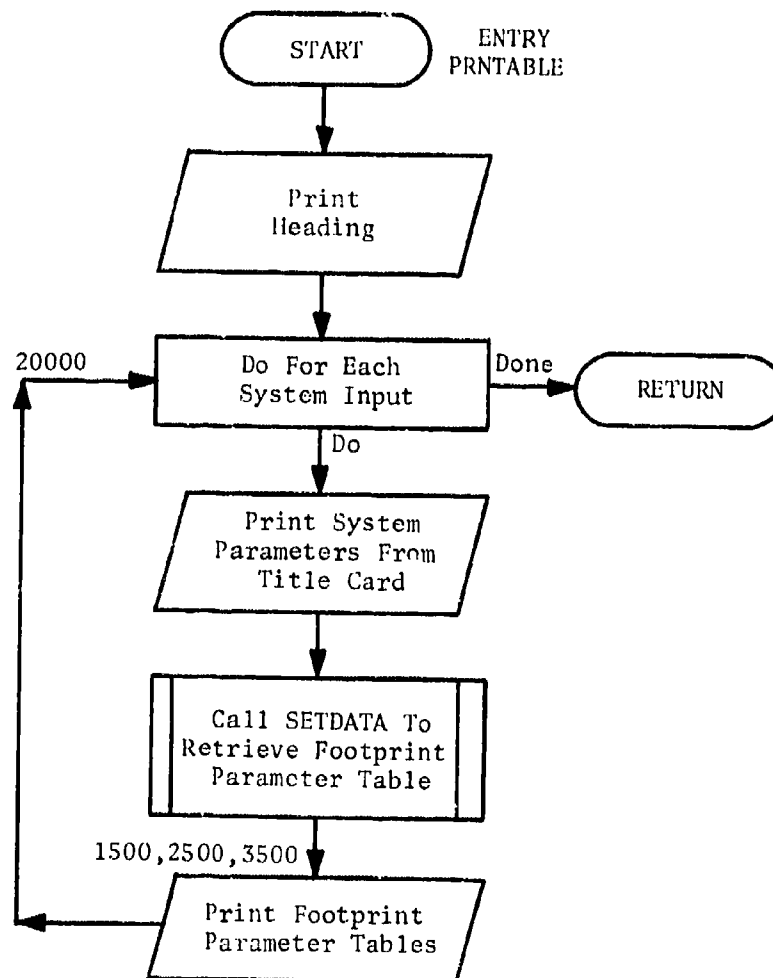 START
ENTRY
PRNTABLE
Print
Heading
20000
Do For Each
System Input
Done
RETURN
Do
Print System
Parameters From
Title Card
Call SETDATA To
Retrieve Footprint
Parameter Table
1500,2500,3500
Print Footprint
Parameter Tables